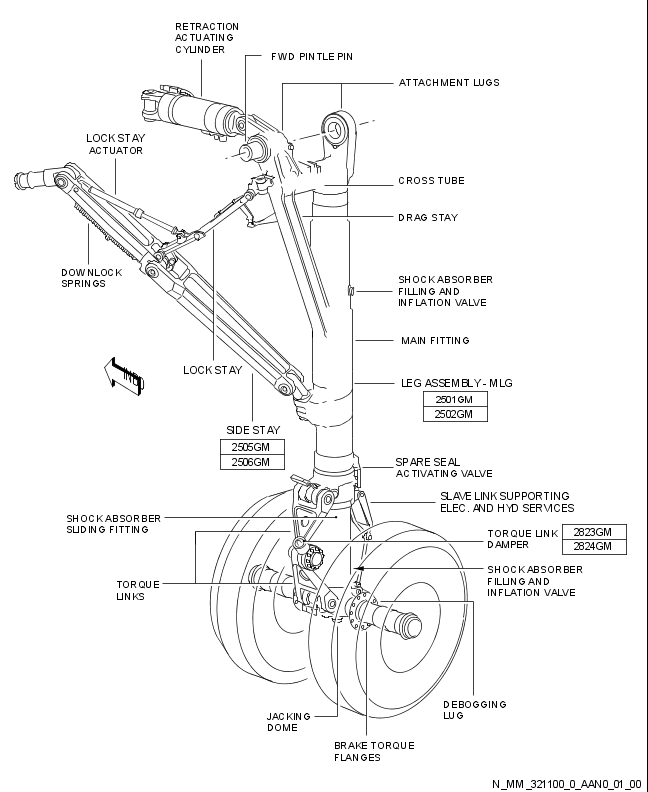 RETRACTION
ACTUATING
CYLINDER
FWD PINTLE PIN
ATTACHMENT LUGS
LOCK STAY
ACTUATOR
CROSS TUBE
DRAG STAY
DOWNLOCK
SPRINGS
SHOCK ABSORBER
FILLING AND
INFLATION VALVE
MAIN FITTING
LOCK STAY
LEG ASSEMBLY - MLG
2501GM
2502GM
SIDE STAY
2505GM
2506GM
SPARE SEAL
ACTIVATING VALVE
SLAVE LINK SUPPORTING
ELEC. AND HYD SERVICES
SHOCK ABSORBER
SLIDING FITTING
TORQUE LINK
DAMPER
2823GM
2824GM
SHOCK ABSORBER
FILLING AND
INFLATION VALVE
TORQUE
LINKS
DEBOGGING
LUG
JACKING
DOME
BRAKE TORQUE
FLANGES
N_MM_321100_0_AAN0_01_00